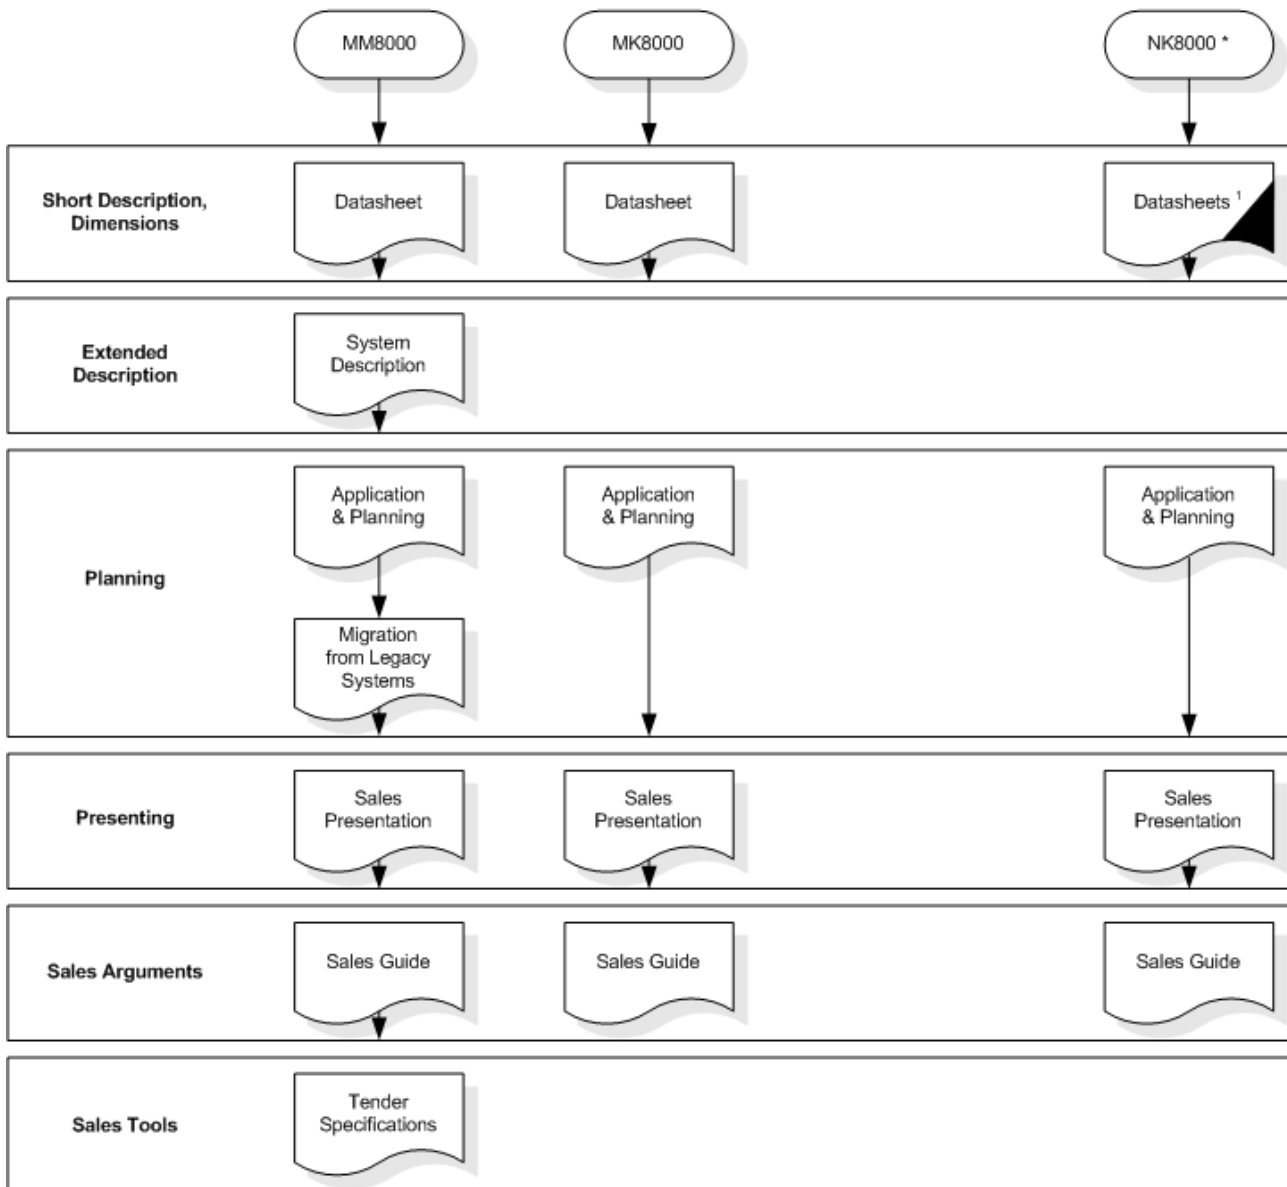 MM8000
MK8000
NK8000 *
Short Description,
Dimensions
Datasheet
Datasheet
Datasheets ¹
Extended
Description
System
Description
Planning
Application
& Planning
Application
& Planning
Application
& Planning
Migration
from Legacy
Systems
Presenting
Sales
Presentation
Sales
Presentation
Sales
Presentation
Sales Arguments
Sales Guide
Sales Guide
Sales Guide
Sales Tools
Tender
Specifications